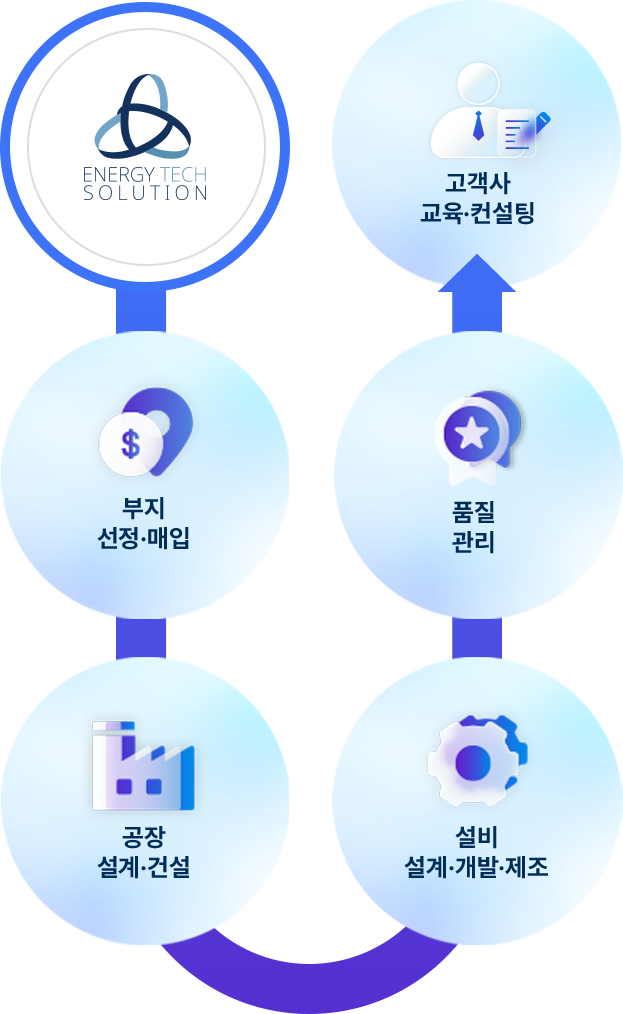 ENERGY TECH
SOLUTION
부지
선정·매입
공장
설계·건설
설비
설계·개발·제조
품질
관리
고객사
교육·컨설팅